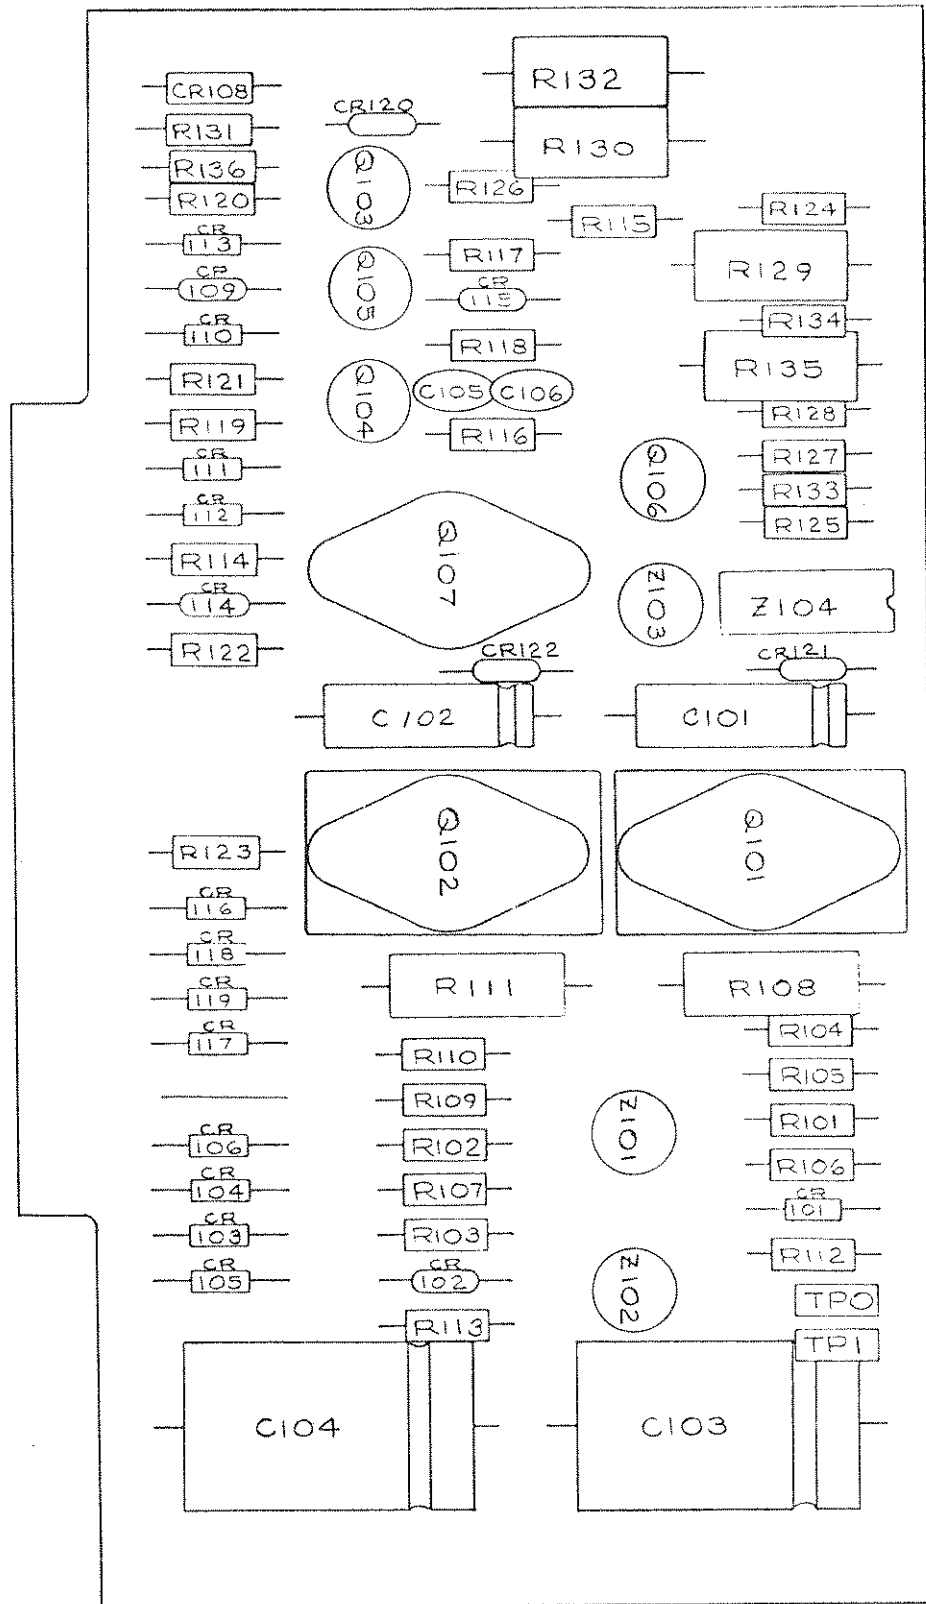 R132
CR108
CR120
R131
R130
R136
Q103
R126
R120
R124
R115
CR
113
R117
R129
CR
109
Q105
CR
115
CR
110
R134
R118
R135
R121
Q104
C105
C106
R128
R119
R116
CR
111
R127
Q106
R133
CR
112
R125
R114
Q107
CR
114
Z103
Z104
R122
CR122
CR121
C102
C101
R123
Q102
Q101
CR
116
CR
118
R111
R108
CR
119
R104
CR
117
R110
R105
R109
Z101
R101
CR
106
R102
R106
CR
104
R107
CR
101
CR
103
R103
R112
CR
105
CR
102
Z102
TP0
R113
TP1
C104
C103